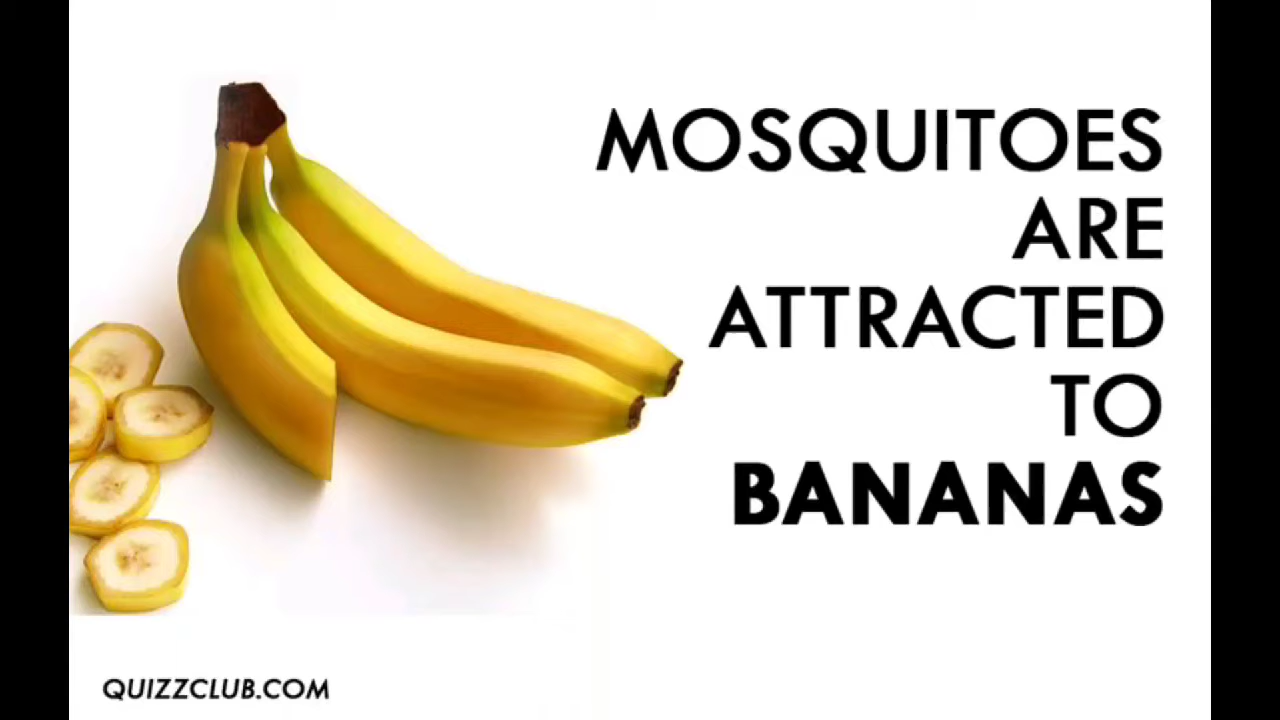 MOSQUITOES
ARE
ATTRACTED
TO
BANANAS
QUIZZCLUB.COM